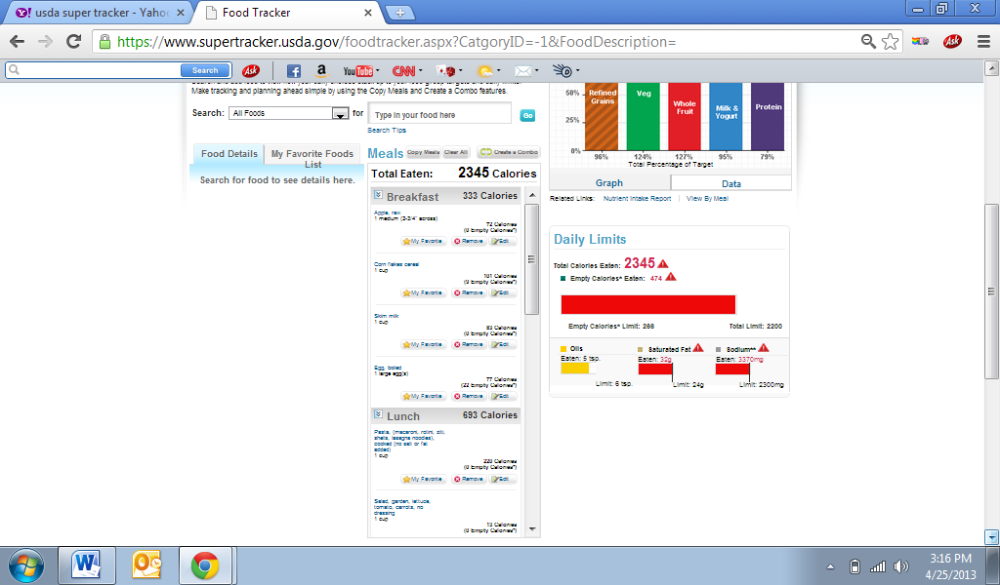 usda super tracker - Yahoo
Food Tracker
https://www.supertracker.usda.gov/foodtracker.aspx?CatgoryID=-1&FoodDescription=
Ask
Search
Ask
a
YouTube
CNN
Make tracking and planning ahead simple by using the Copy Meals and Create a Combo features.
Search:
All Foods
for
Type in your food here
Go
Search Tips
Food Details
My Favorite Foods
List
Search for food to see details here.
Meals
Copy Meals
Clear All
Create a Combo
Total Eaten: 2345 Calories
Breakfast 333 Calories
Apple, raw
1 medium (2-3/4" across)
72 Calories
(0 Empty Calories*)
My Favorite Remove Edit
Corn flakes cereal
1 cup
101 Calories
(9 Empty Calories*)
My Favorite Remove Edit
Skim milk
1 cup
83 Calories
(0 Empty Calories*)
My Favorite Remove Edit
Egg, boiled
1 large egg(s)
77 Calories
(22 Empty Calories*)
My Favorite Remove Edit
Lunch 693 Calories
Pasta, (macaroni, rotini, ziti,
shells, lasagna noodles),
cooked (no salt or fat
added)
1 cup
220 Calories
(0 Empty Calories*)
My Favorite Remove Edit
Salad, garden, lettuce,
tomato, carrots, no
dressing
1 cup
13 Calories
(0 Empty Calories*)
50%
25%
0%
Refined
Grains
Veg
Whole
Fruit
Milk &
Yogurt
Protein
96% 124% 127% 95% 79%
Total Percentage of Target
Graph
Data
Related Links: Nutrient Intake Report | View By Meal
Daily Limits
Total Calories Eaten: 2345
Empty Calories* Eaten: 474
Empty Calories* Limit: 266
Total Limit: 2200
Oils
Eaten: 5 tsp.
Limit: 6 tsp.
Saturated Fat
Eaten: 32g
Limit: 24g
Sodium**
Eaten: 3370mg
Limit: 2300mg
3:16 PM
4/25/2013